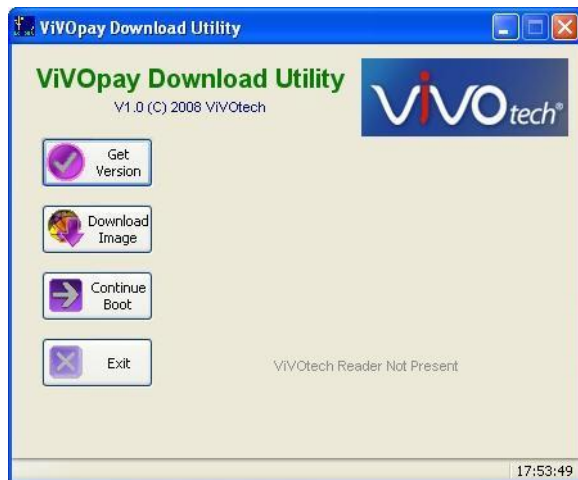 ViVOpay Download Utility
ViVOpay Download Utility
V1.0 (C) 2008 ViVOtech
ViVOtech®
Get
Version
Download
Image
Continue
Boot
Exit
ViVOtech Reader Not Present
17:53:49